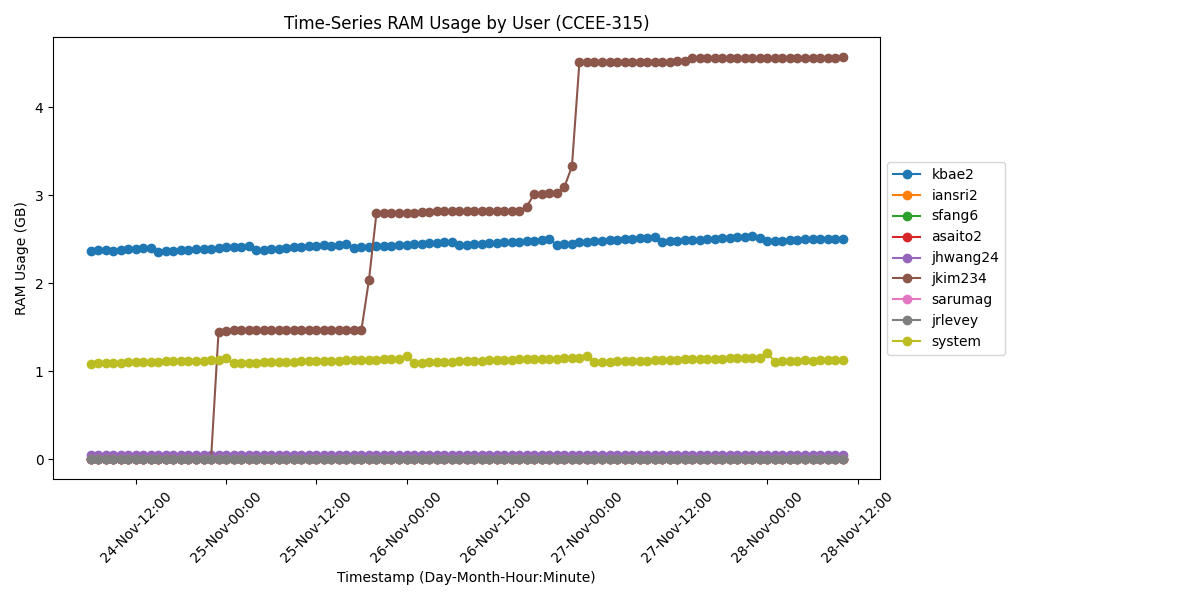 Time-Series RAM Usage by User (CCEE-315)
RAM Usage (GB)
4
3
2
1
0
24-Nov-12:00
25-Nov-00:00
25-Nov-12:00
26-Nov-00:00
26-Nov-12:00
27-Nov-00:00
27-Nov-12:00
28-Nov-00:00
28-Nov-12:00
Timestamp (Day-Month-Hour:Minute)
kbae2
iansri2
sfang6
asaito2
jhwang24
jkim234
sarumag
jrlevey
system